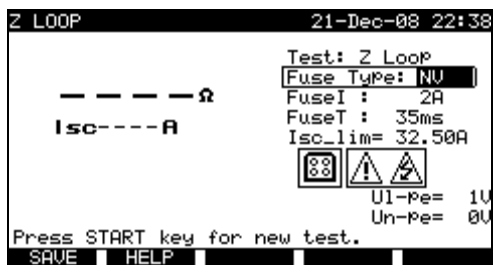 Z LOOP 21-Dec-08 22:38
Test: Z Loop
Fuse Type: NV
----Ω
FuseI : 2A
FuseT : 35ms
Isc----A
Isc_lim= 32.50A
Ul-pe= 1V
Un-pe= 0V
Press START key for new test.
SAVE HELP